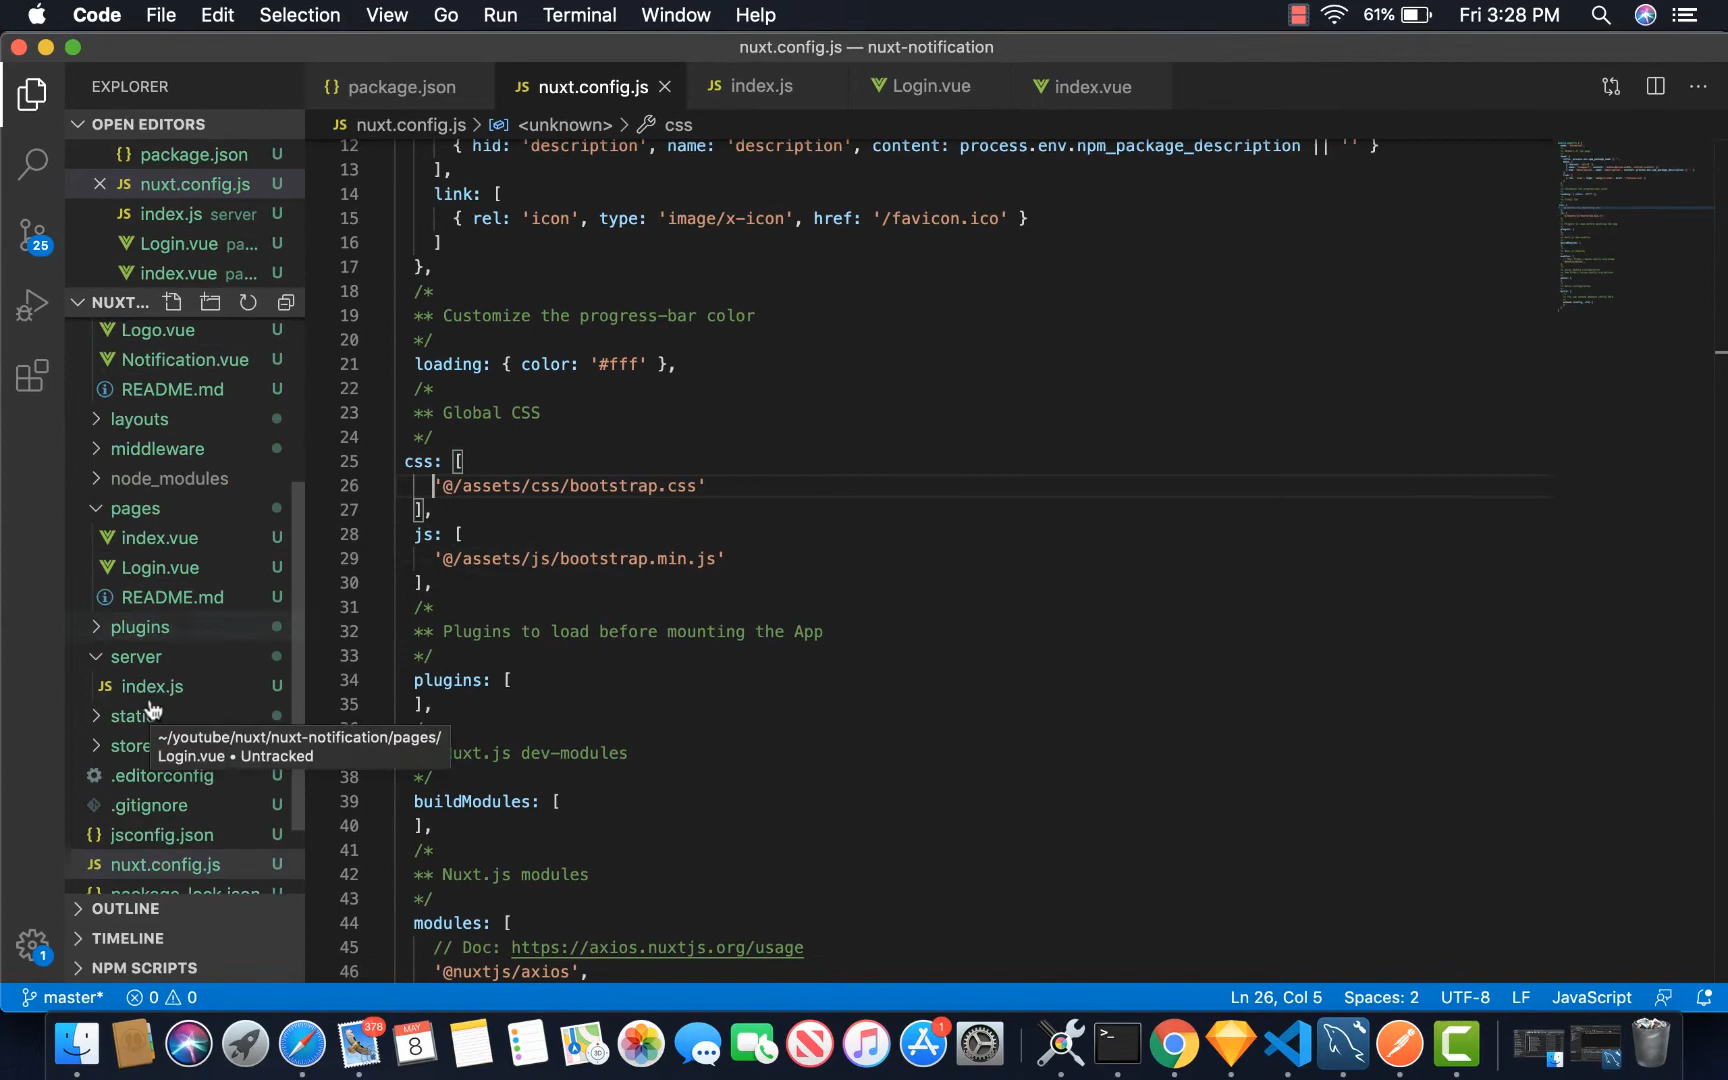 Code File Edit Selection View Go Run Terminal Window Help 61% Fri 3:28 PM
nuxt.config.js — nuxt-notification
EXPLORER
package.json nuxt.config.js index.js Login.vue index.vue
OPEN EDITORS
nuxt.config.js > <unknown> > css
package.json U
nuxt.config.js U
index.js server U
Login.vue pa... U
index.vue pa... U
NUXT...
Logo.vue U
Notification.vue U
README.md U
layouts
middleware
node_modules
pages
index.vue U
Login.vue U
README.md U
plugins
server
index.js U
stati
store
.editorconfig U
.gitignore U
jsconfig.json U
nuxt.config.js U
package-lock.json
OUTLINE
TIMELINE
NPM SCRIPTS
~/youtube/nuxt/nuxt-notification/pages/
Login.vue • Untracked
25
1
12 { hid: 'description', name: 'description', content: process.env.npm_package_description || '' }
13 ],
14 link: [
15 { rel: 'icon', type: 'image/x-icon', href: '/favicon.ico' }
16 ]
17 },
18 /*
19 ** Customize the progress-bar color
20 */
21 loading: { color: '#fff' },
22 /*
23 ** Global CSS
24 */
25 css: [
26 '@/assets/css/bootstrap.css'
27 ],
28 js: [
29 '@/assets/js/bootstrap.min.js'
30 ],
31 /*
32 ** Plugins to load before mounting the App
33 */
34 plugins: [
35 ],
uxt.js dev-modules
38 */
39 buildModules: [
40 ],
41 /*
42 ** Nuxt.js modules
43 */
44 modules: [
45 // Doc: https://axios.nuxtjs.org/usage
46 '@nuxtjs/axios',
master* 0 0 Ln 26, Col 5 Spaces: 2 UTF-8 LF JavaScript
378
MAY
8
1